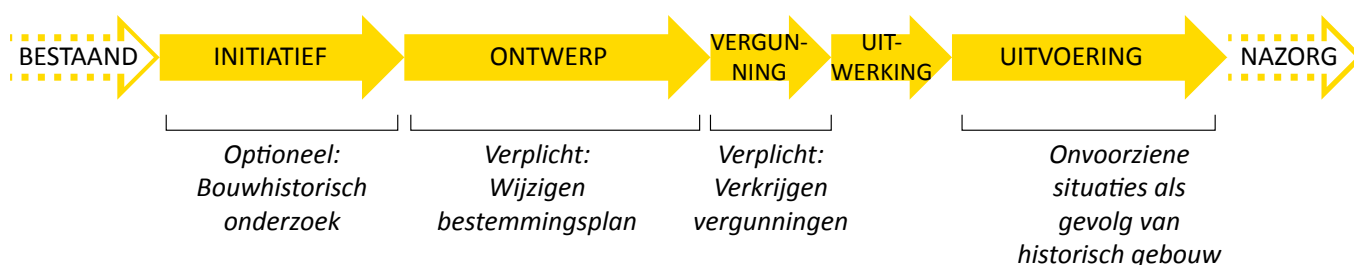 BESTAAND
INITIATIEF
ONTWERP
VERGUN-
NING
UIT-
WERKING
UITVOERING
NAZORG
Optioneel:
Bouwhistorisch
onderzoek
Verplicht:
Wijzigen
bestemmingsplan
Verplicht:
Verkrijgen
vergunningen
Onvoorziene
situaties als
gevolg van
historisch gebouw